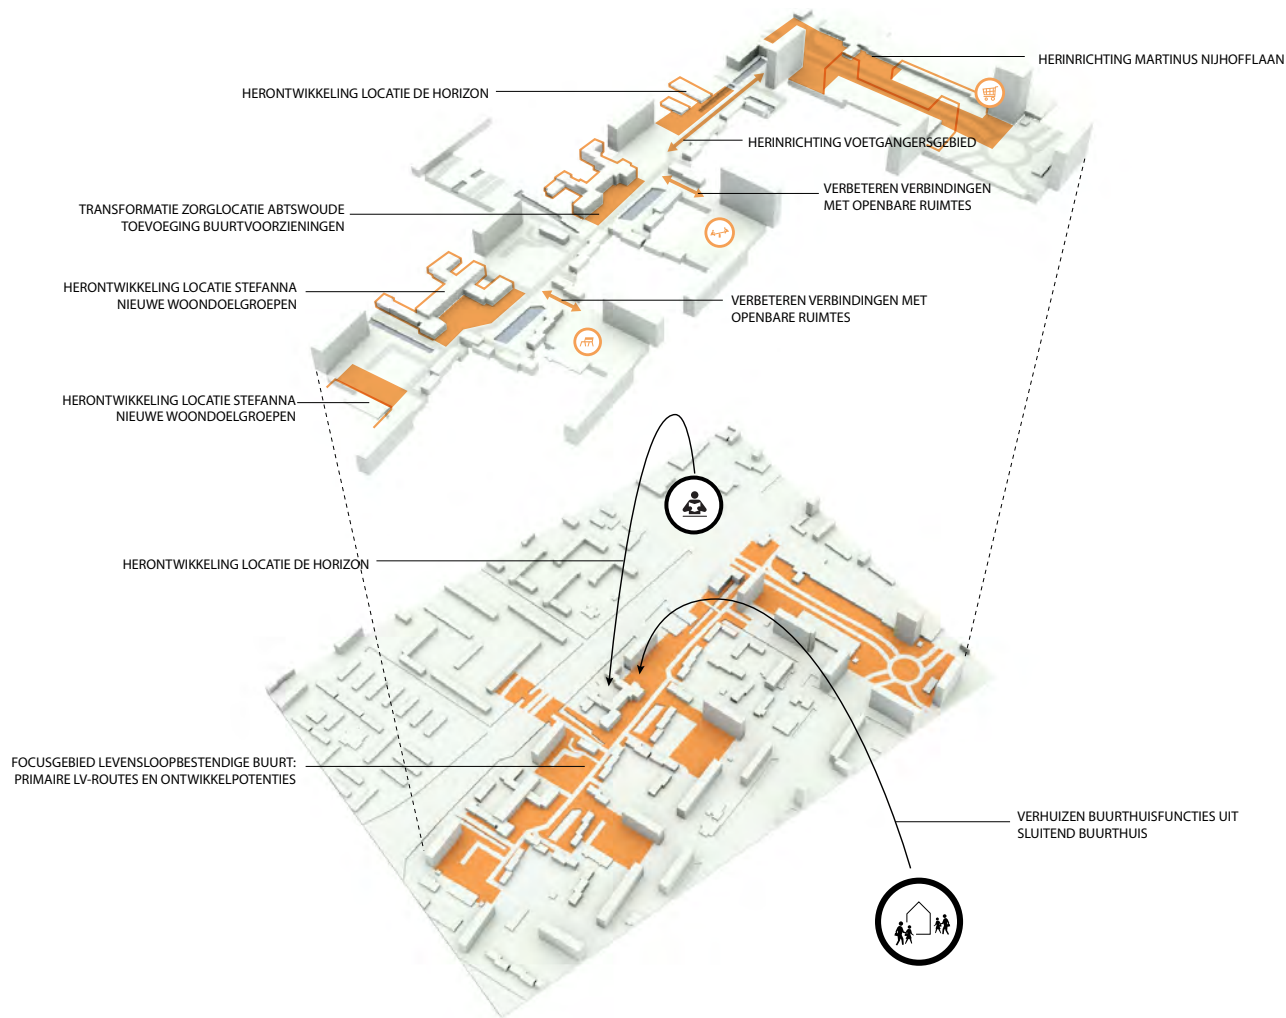 HERINRICHTING MARTINUS NIJHOFFLAAN
HERONTWIKKELING LOCATIE DE HORIZON
HERINRICHTING VOETGANGERSGEBIED
VERBETEREN VERBINDINGEN
MET OPENBARE RUIMTES
TRANSFORMATIE ZORGLOCATIE ABTSWOUDE
TOEVOEGING BUURTVOORZIENINGEN
HERONTWIKKELING LOCATIE STEFANNA
NIEUWE WOONDOELGROEPEN
VERBETEREN VERBINDINGEN MET
OPENBARE RUIMTES
HERONTWIKKELING LOCATIE STEFANNA
NIEUWE WOONDOELGROEPEN
HERONTWIKKELING LOCATIE DE HORIZON
FOCUSGEBIED LEVENSLOOPBESTENDIGE BUURT:
PRIMAIRE LV-ROUTES EN ONTWIKKELPOTENTIES
VERHUIZEN BUURTHUISFUNCTIES UIT
SLUITEND BUURTHUIS